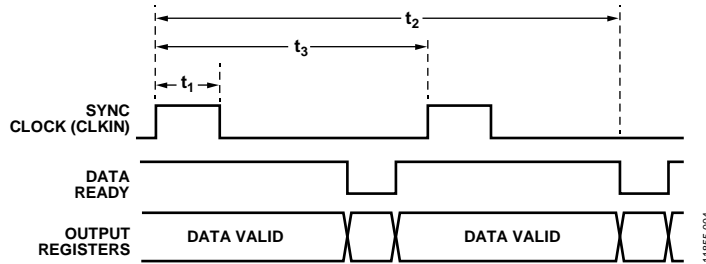 t2
t3
t1
SYNC
CLOCK (CLKIN)
DATA
READY
OUTPUT
REGISTERS
DATA VALID
DATA VALID